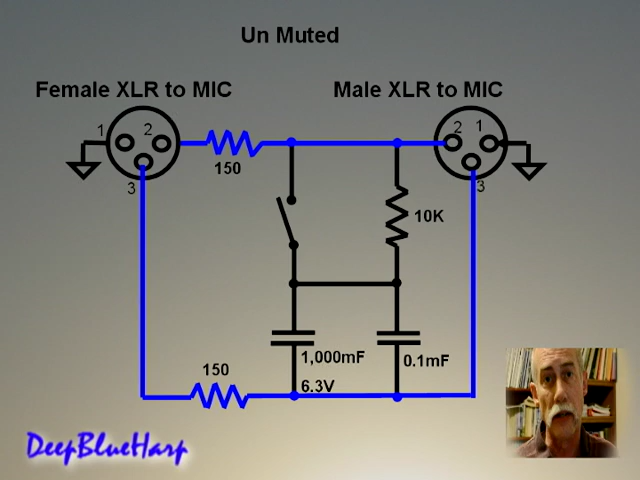 Un Muted
Female XLR to MIC
Male XLR to MIC
1
2
3
2
1
3
150
10K
1,000mF
6.3V
0.1mF
150
DeepBlueHarp